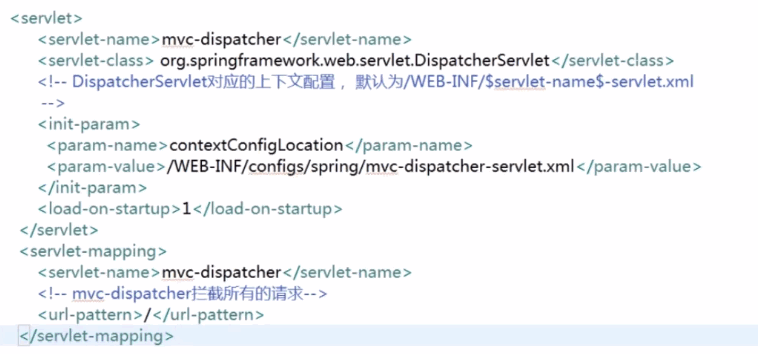 <servlet>
<servlet-name>mvc-dispatcher</servlet-name>
<servlet-class> org.springframework.web.servlet.DispatcherServlet</servlet-class>
<!-- DispatcherServlet对应的上下文配置， 默认为/WEB-INF/$servlet-name$-servlet.xml
-->
<init-param>
<param-name>contextConfigLocation</param-name>
<param-value>/WEB-INF/configs/spring/mvc-dispatcher-servlet.xml</param-value>
</init-param>
<load-on-startup>1</load-on-startup>
</servlet>
<servlet-mapping>
<servlet-name>mvc-dispatcher</servlet-name>
<!-- mvc-dispatcher拦截所有的请求-->
<url-pattern>/</url-pattern>
</servlet-mapping>